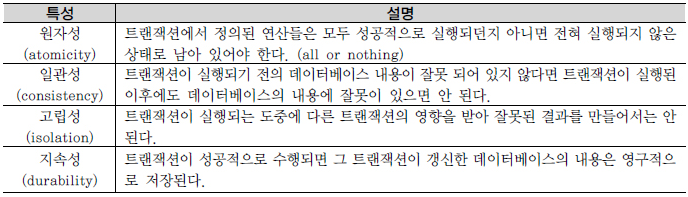 특성 설명
원자성 트랜잭션에서 정의된 연산들은 모두 성공적으로 실행되던지 아니면 전혀 실행되지 않은
(atomicity) 상태로 남아 있어야 한다. (all or nothing)
일관성 트랜잭션이 실행되기 전의 데이터베이스 내용이 잘못 되어 있지 않다면 트랜잭션이 실행된
(consistency) 이후에도 데이터베이스의 내용에 잘못이 있으면 안 된다.
고립성 트랜잭션이 실행되는 도중에 다른 트랜잭션의 영향을 받아 잘못된 결과를 만들어서는 안
(isolation) 된다.
지속성 트랜잭션이 성공적으로 수행되면 그 트랜잭션이 갱신한 데이터베이스의 내용은 영구적으
(durability) 로 저장된다.